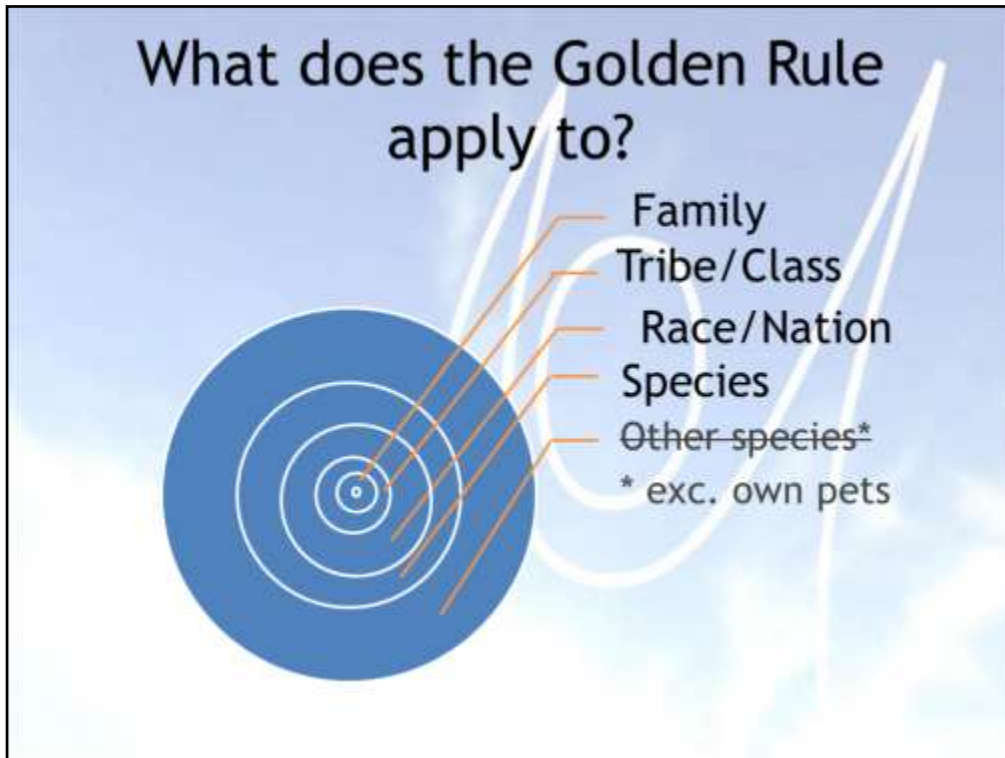 What does the Golden Rule
apply to?
Family
Tribe/Class
Race/Nation
Species
Other species*
* exc. own pets